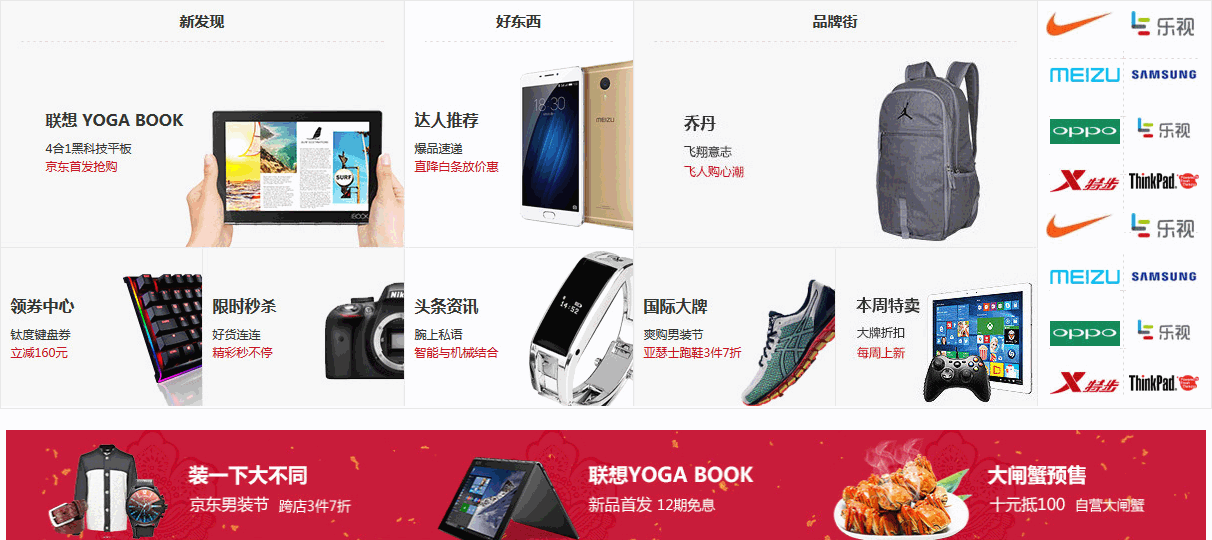 新发现
好东西
品牌街
联想 YOGA BOOK
4合1黑科技平板
京东首发抢购
SURF
达人推荐
爆品速递
直降白条放价惠
18:30
MEIZU
乔丹
飞翔意志
飞人购心潮
领券中心
钛度键盘券
立减160元
限时秒杀
好货连连
精彩秒不停
头条资讯
腕上私语
智能与机械结合
14:52
国际大牌
爽购男装节
亚瑟士跑鞋3件7折
本周特卖
大牌折扣
每周上新
乐视
MEIZU SAMSUNG
OPPO 乐视
特步 ThinkPad
乐视
MEIZU SAMSUNG
OPPO 乐视
特步 ThinkPad
装一下大不同
京东男装节 跨店3件7折
联想YOGA BOOK
新品首发 12期免息
大闸蟹预售
十元抵100 自营大闸蟹